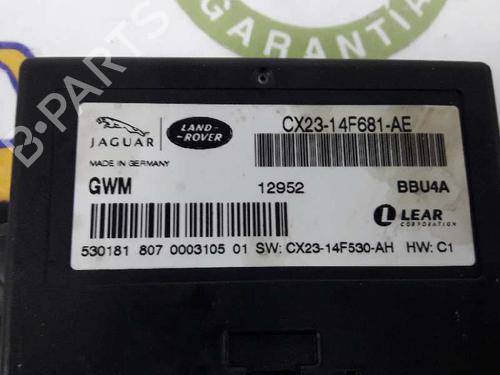 GARANTIA
JAGUAR
LAND-
-ROVER
CX23-14F681-AE
MADE IN GERMANY
GWM 12952 BBU4A
LEAR
CORPORATION
530181 807 0003105 01 SW: CX23-14F530-AH HW: C1
B-PARTS